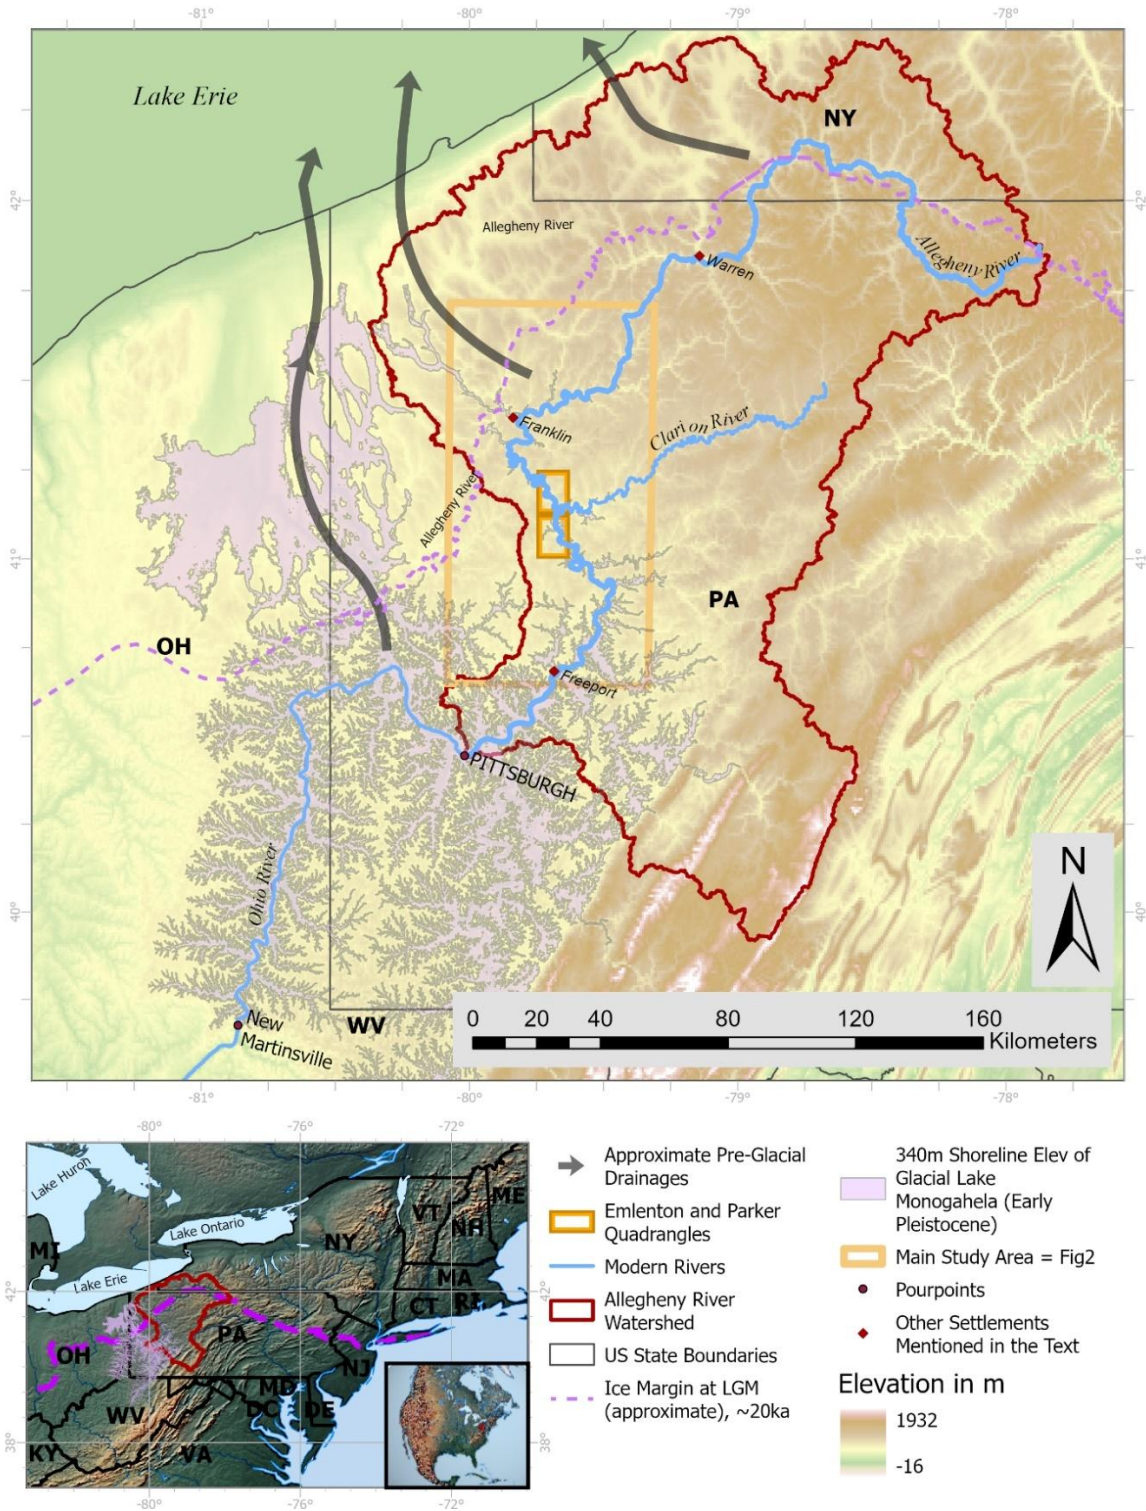 -81°
-80°
-79°
-78°
Lake Erie
NY
42°
42°
Allegheny River
Allegheny River
Warren
Franklin
Clarion River
Allegheny River
41°
41°
PA
OH
Freeport
PITTSBURGH
Ohio River
40°
40°
N
New
Martinsville
WV
0 20 40 80 120 160
Kilometers
-81°
-80°
-79°
-78°
-80°
-76°
-72°
Lake Huron
Lake Ontario
Lake Erie
MI
NY
VT
NH
ME
MA
CT
RI
42°
42°
PA
OH
NJ
MD
DC
DE
WV
KY
VA
38°
38°
-80°
-76°
-72°
Approximate Pre-Glacial
Drainages
Emlenton and Parker
Quadrangles
Modern Rivers
Allegheny River
Watershed
US State Boundaries
Ice Margin at LGM
(approximate), ~20ka
340m Shoreline Elev of
Glacial Lake
Monogahela (Early
Pleistocene)
Main Study Area = Fig2
Pourpoints
Other Settlements
Mentioned in the Text
Elevation in m
1932
-16